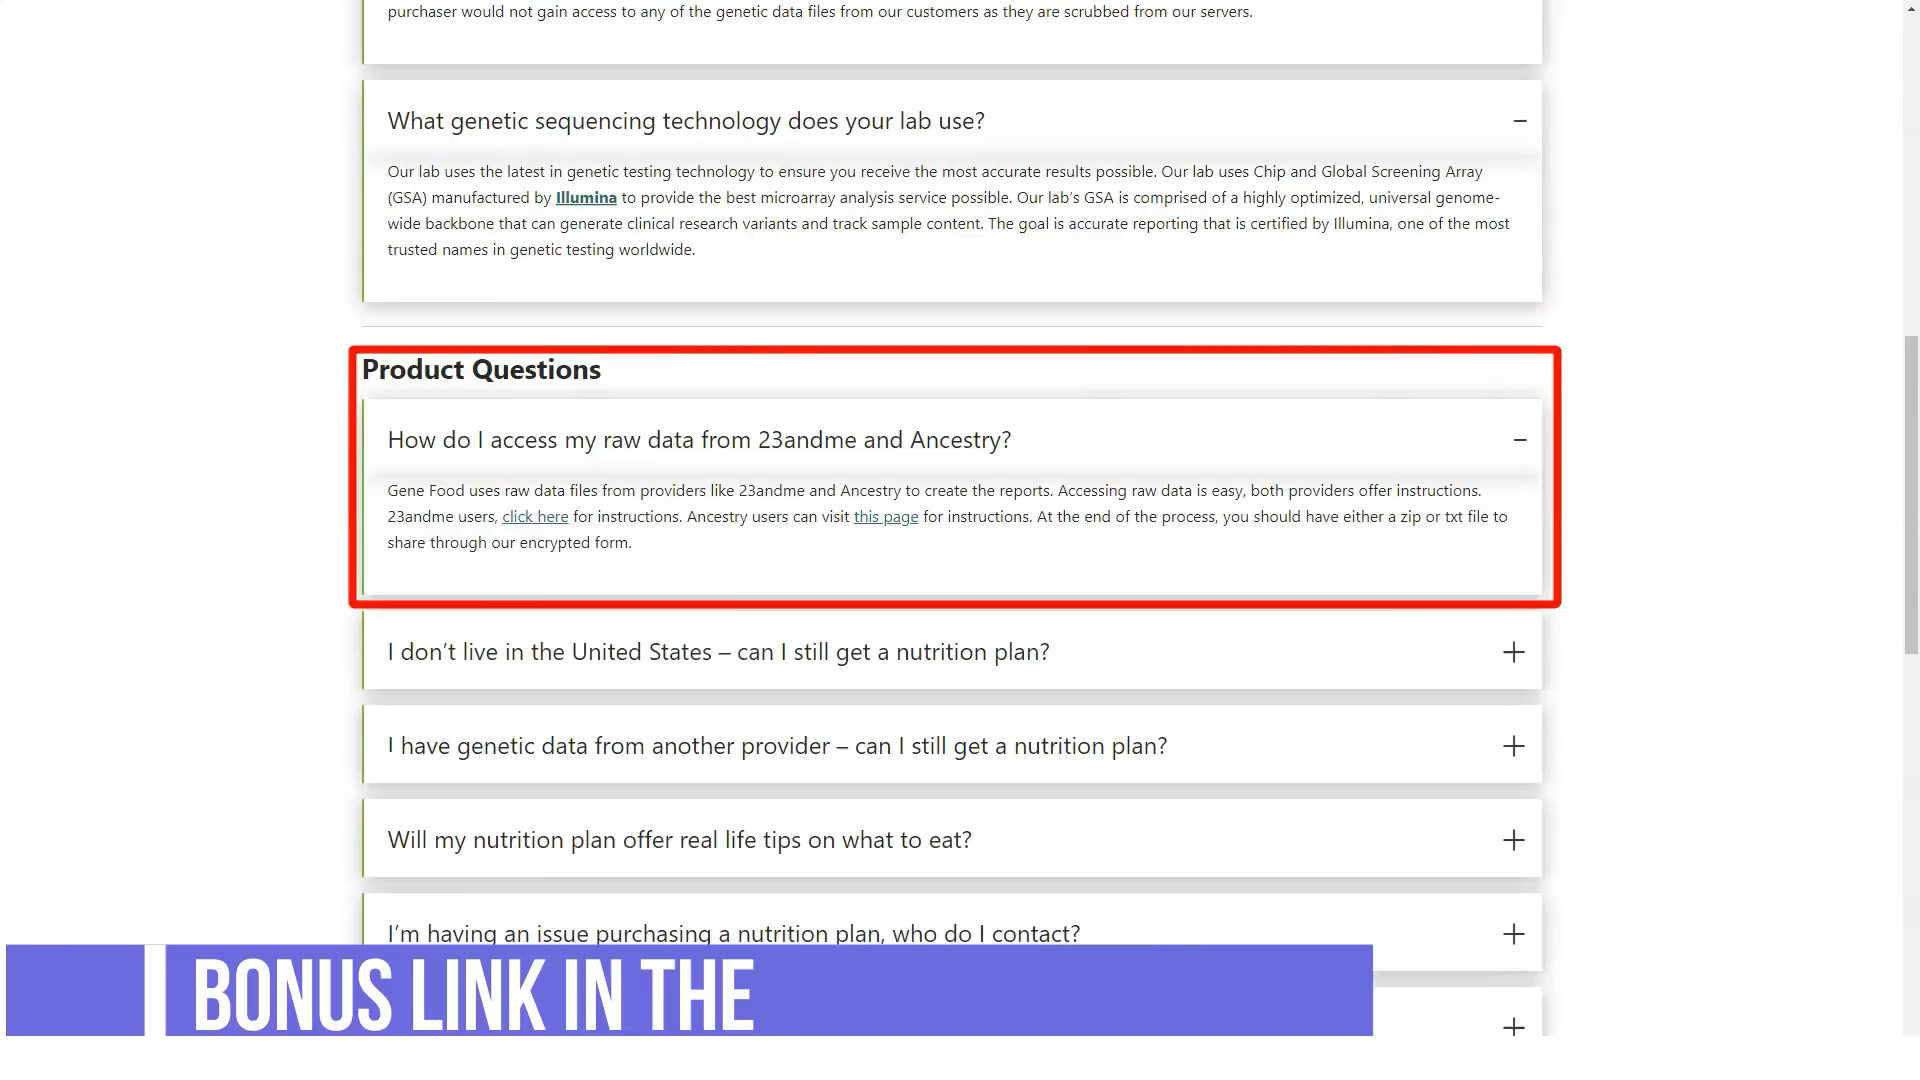 purchaser would not gain access to any of the genetic data files from our customers as they are scrubbed from our servers.
What genetic sequencing technology does your lab use?
Our lab uses the latest in genetic testing technology to ensure you receive the most accurate results possible. Our lab uses Chip and Global Screening Array
(GSA) manufactured by Illumina to provide the best microarray analysis service possible. Our lab’s GSA is comprised of a highly optimized, universal genome-
wide backbone that can generate clinical research variants and track sample content. The goal is accurate reporting that is certified by Illumina, one of the most
trusted names in genetic testing worldwide.
Product Questions
How do I access my raw data from 23andme and Ancestry?
Gene Food uses raw data files from providers like 23andme and Ancestry to create the reports. Accessing raw data is easy, both providers offer instructions.
23andme users, click here for instructions. Ancestry users can visit this page for instructions. At the end of the process, you should have either a zip or txt file to
share through our encrypted form.
I don’t live in the United States – can I still get a nutrition plan?
I have genetic data from another provider – can I still get a nutrition plan?
Will my nutrition plan offer real life tips on what to eat?
I’m having an issue purchasing a nutrition plan, who do I contact?
BONUS LINK IN THE